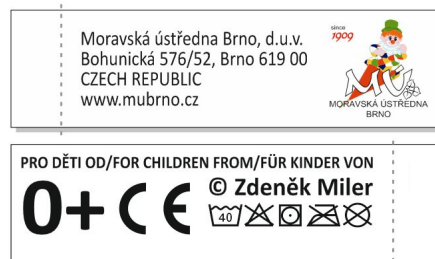 Moravská ústředna Brno, d.u.v.
Bohunická 576/52, Brno 619 00
CZECH REPUBLIC
www.mubrno.cz
since
1909
MU
MORAVSKÁ ÚSTŘEDNA
BRNO
PRO DĚTI OD/FOR CHILDREN FROM/FÜR KINDER VON
0+ CE
© Zdeněk Miler
40